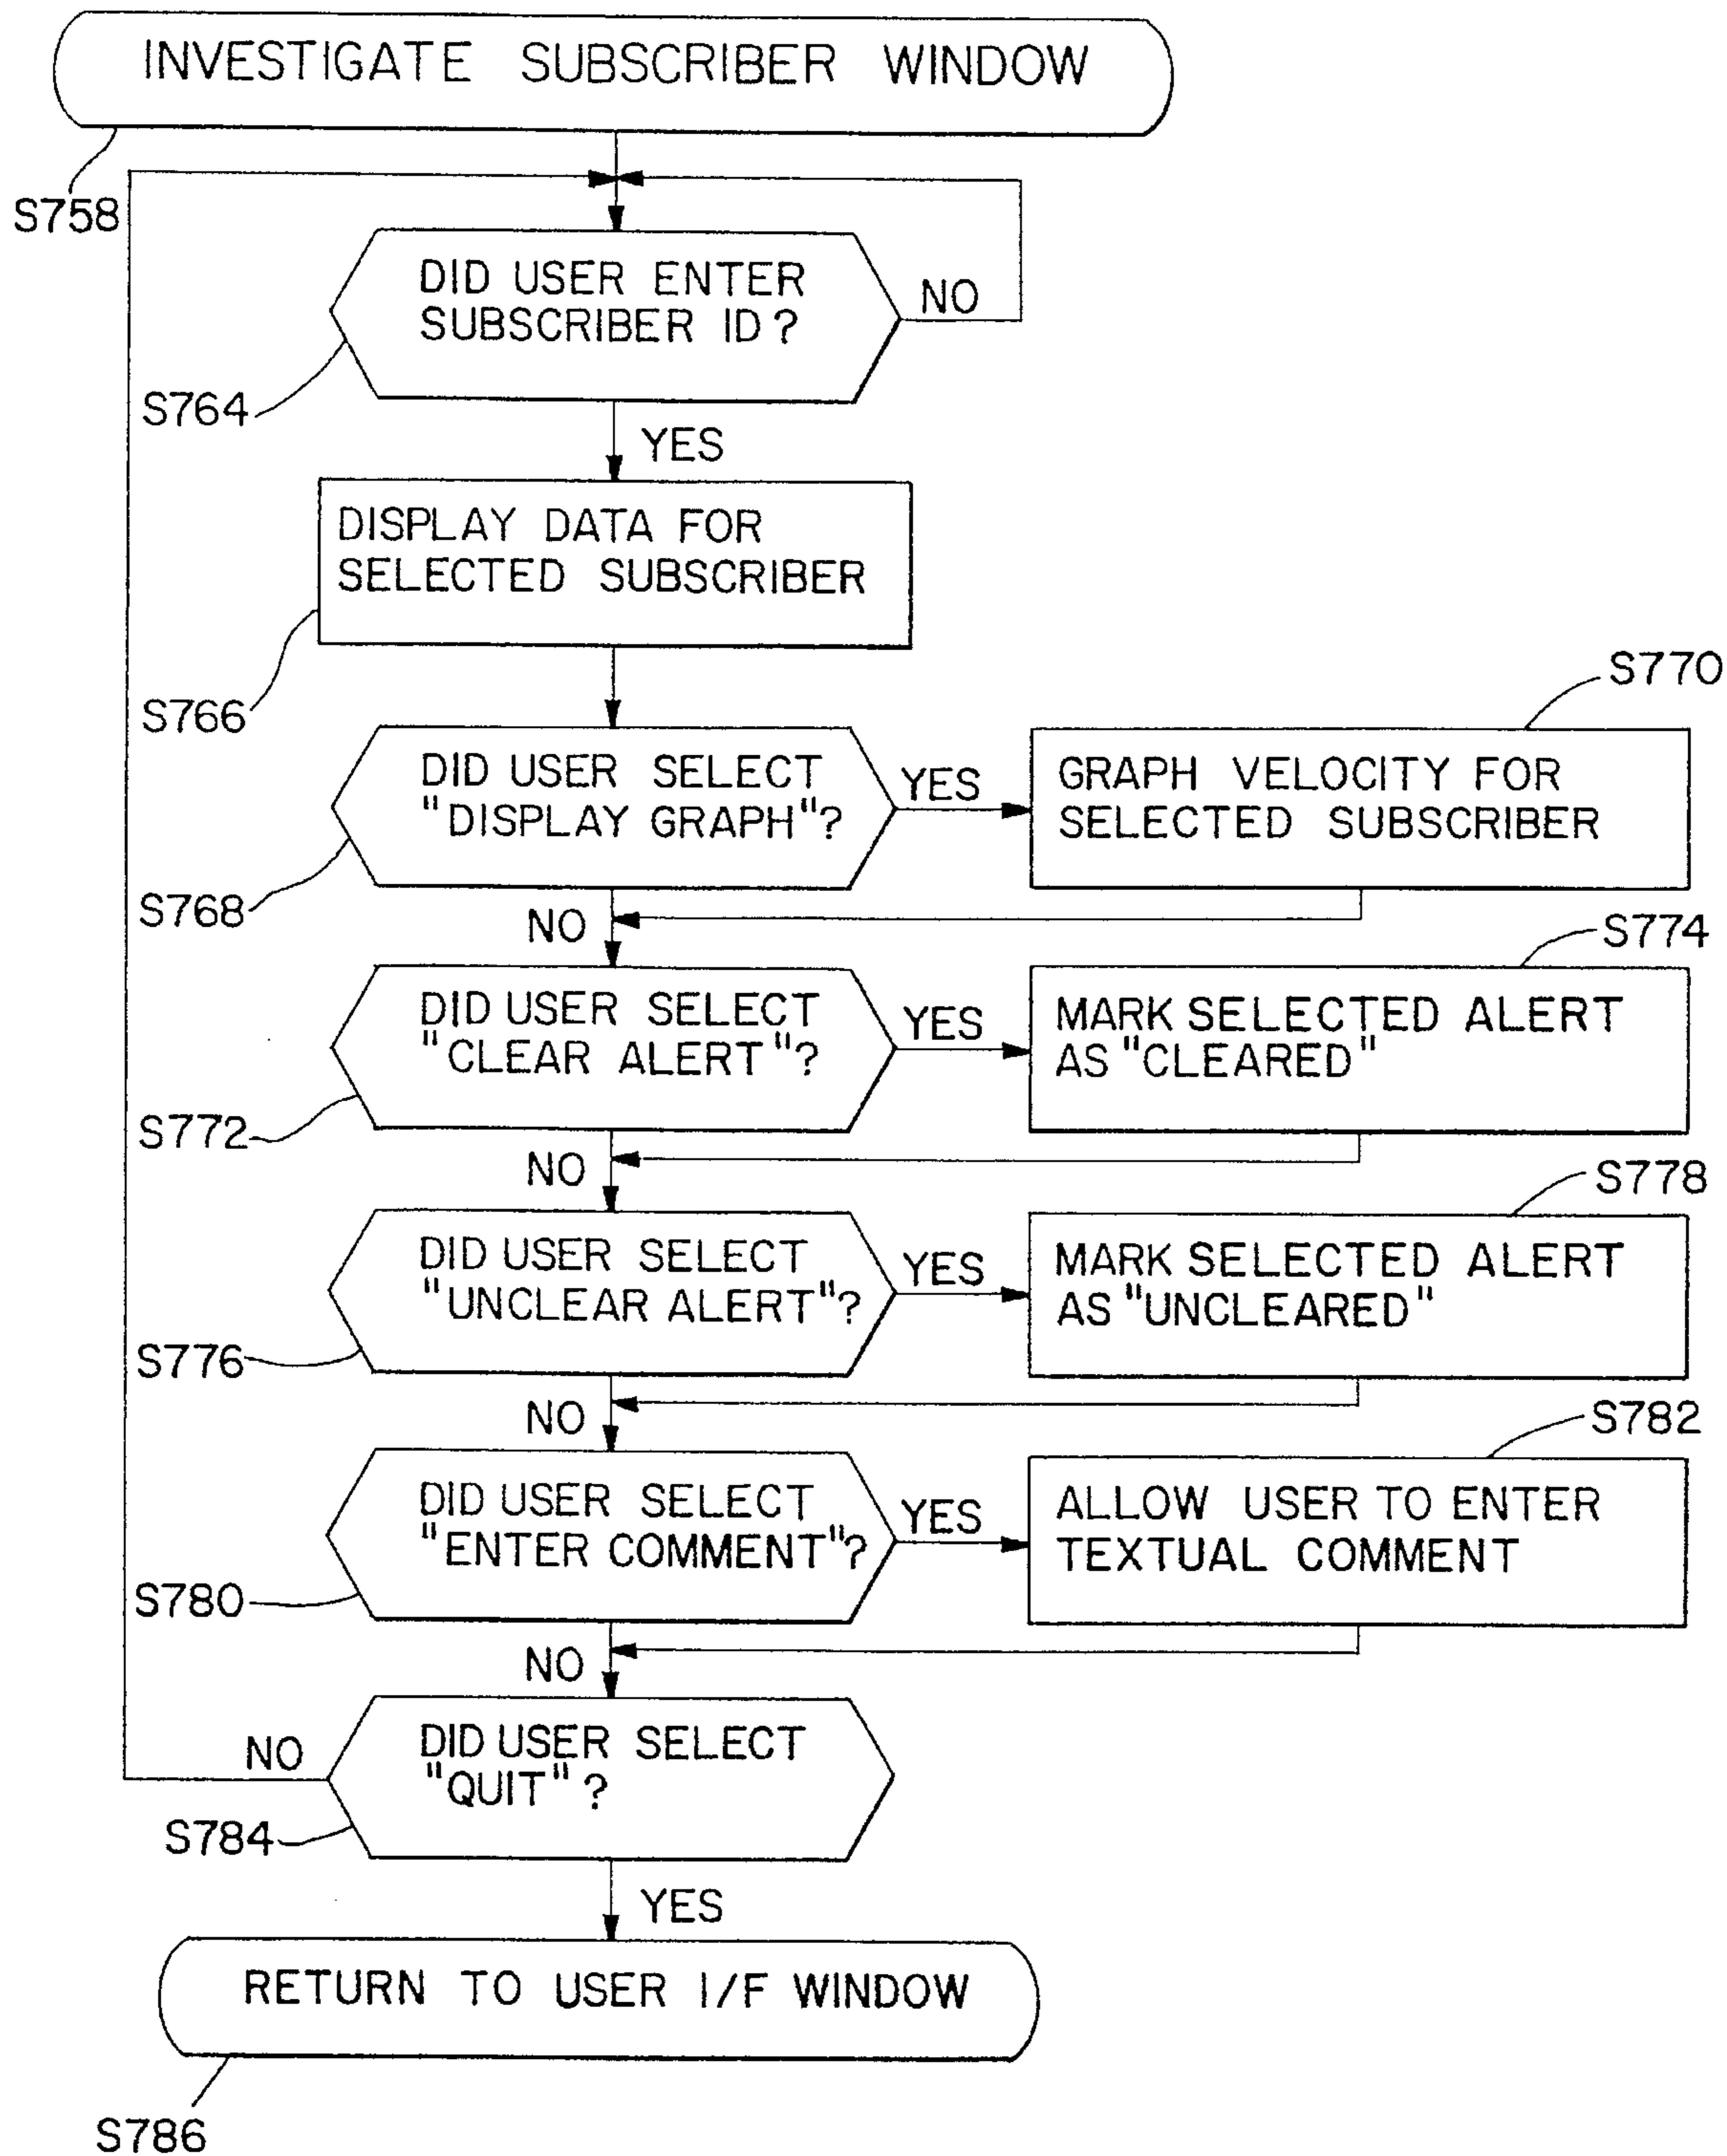 INVESTIGATE SUBSCRIBER WINDOW
S758
DID USER ENTER
SUBSCRIBER ID?
NO
S764
YES
DISPLAY DATA FOR
SELECTED SUBSCRIBER
S766
S770
DID USER SELECT
"DISPLAY GRAPH"?
YES
GRAPH VELOCITY FOR
SELECTED SUBSCRIBER
S768
NO
S774
DID USER SELECT
"CLEAR ALERT"?
YES
MARK SELECTED ALERT
AS "CLEARED"
S772
NO
S778
DID USER SELECT
"UNCLEAR ALERT"?
YES
MARK SELECTED ALERT
AS "UNCLEARED"
S776
NO
S782
DID USER SELECT
"ENTER COMMENT"?
YES
ALLOW USER TO ENTER
TEXTUAL COMMENT
S780
NO
DID USER SELECT
"QUIT"?
NO
S784
YES
RETURN TO USER I/F WINDOW
S786